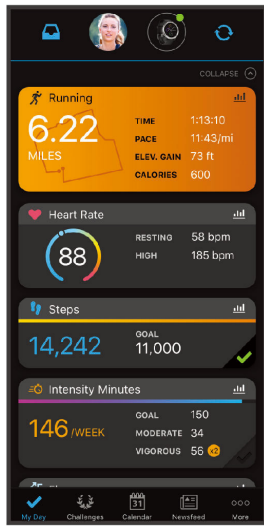 COLLAPSE
Running
6.22
MILES
TIME 1:13:10
PACE 11:43/mi
ELEV. GAIN 73 ft
CALORIES 600
Heart Rate
88
RESTING 58 bpm
HIGH 185 bpm
Steps
14,242
GOAL
11,000
Intensity Minutes
146 /WEEK
GOAL 150
MODERATE 34
VIGOROUS 56 x2
31
My Day Challenges Calendar Newsfeed More